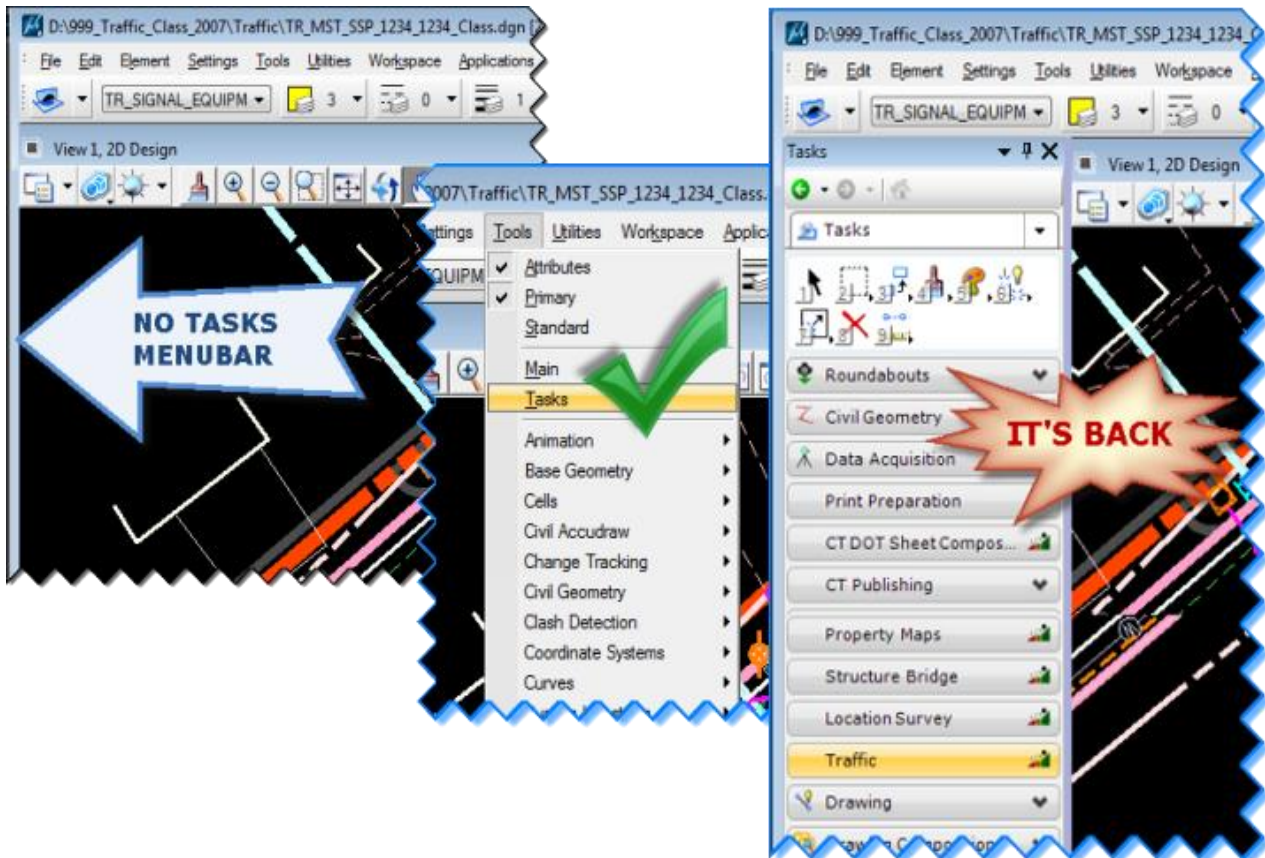 D:\999_Traffic_Class_2007\Traffic\TR_MST_SSP_1234_1234_Class.dgn [2
File Edit Element Settings Tools Utilities Workspace Applications
TR_SIGNAL_EQUIPM 3 0 1
View 1, 2D Design
NO TASKS
MENUBAR
2007\Traffic\TR_MST_SSP_1234_1234_Class.
ettings Tools Utilities Workspace Applic
QUIPM
Attributes
Primary
Standard
Main
Tasks
Animation
Base Geometry
Cells
Civil Accudraw
Change Tracking
Civil Geometry
Clash Detection
Coordinate Systems
Curves
D:\999_Traffic_Class_2007\Traffic\TR_MST_SSP_1234_1234_C
File Edit Element Settings Tools Utilities Workspace
TR_SIGNAL_EQUIPM 3 0
Tasks
View 1, 2D Design
Tasks
1 2 3 4 5 6
7 8 9
Roundabouts
Civil Geometry
Data Acquisition
IT'S BACK
Print Preparation
CT DOT Sheet Compos...
CT Publishing
Property Maps
Structure Bridge
Location Survey
Traffic
Drawing